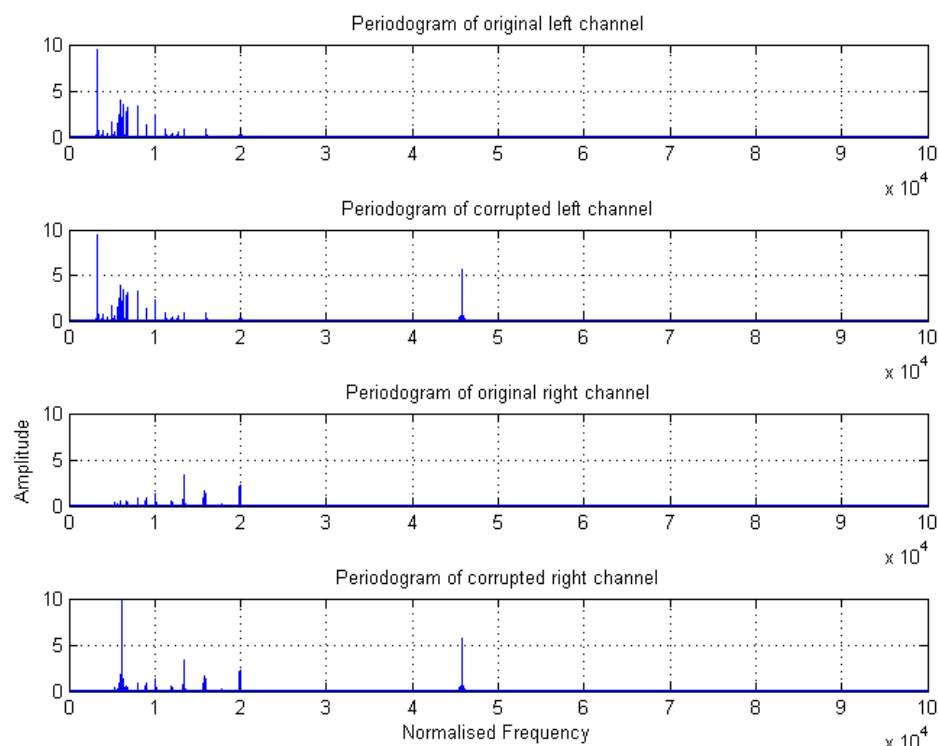 Periodogram of original left channel
10
5
0
0 1 2 3 4 5 6 7 8 9 10
x 10^4
Periodogram of corrupted left channel
10
5
0
0 1 2 3 4 5 6 7 8 9 10
x 10^4
Periodogram of original right channel
10
5
0
0 1 2 3 4 5 6 7 8 9 10
x 10^4
Amplitude
Periodogram of corrupted right channel
10
5
0
0 1 2 3 4 5 6 7 8 9 10
Normalised Frequency
x 10^4